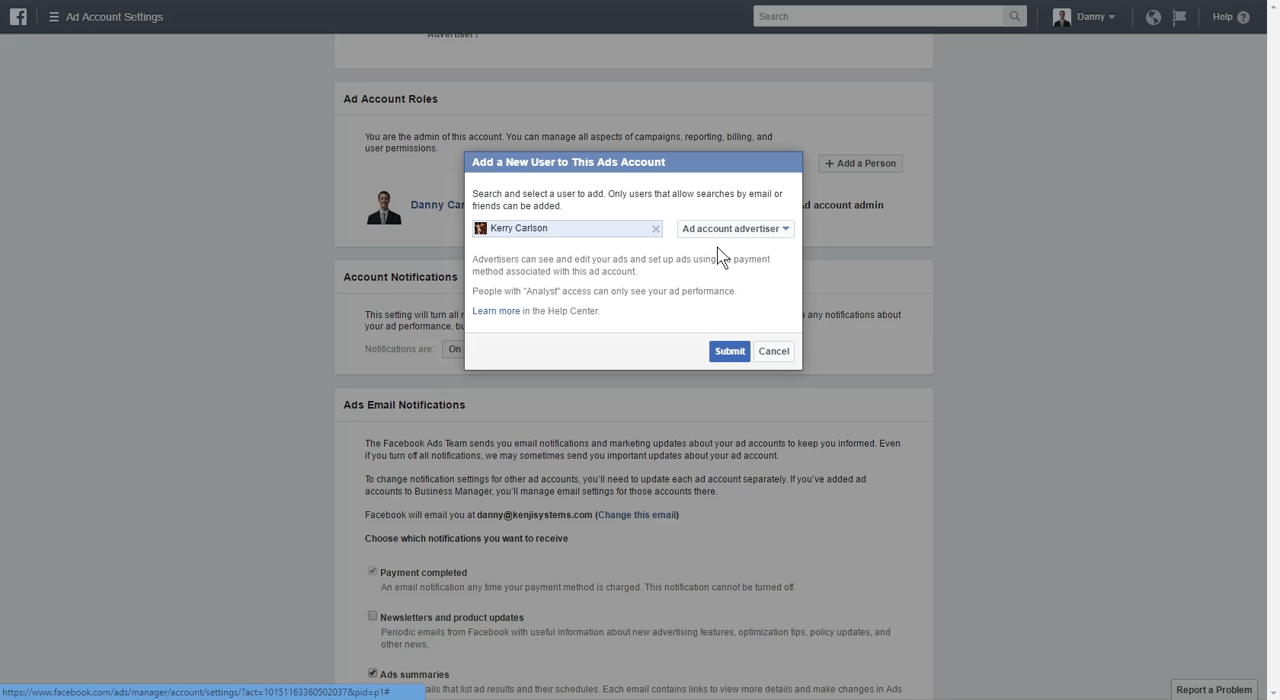 Ad Account Settings
Search
Danny
Help
Advertiser?
Ad Account Roles
You are the admin of this account. You can manage all aspects of campaigns, reporting, billing, and
user permissions.
+ Add a Person
Danny Car
d account admin
Add a New User to This Ads Account
Search and select a user to add. Only users that allow searches by email or
friends can be added.
Kerry Carlson
Ad account advertiser
Advertisers can see and edit your ads and set up ads using payment
method associated with this ad account.
People with "Analyst" access can only see your ad performance.
Learn more in the Help Center.
Submit
Cancel
Account Notifications
This setting will turn all any notifications about
your ad performance,
Notifications are: On
Ads Email Notifications
The Facebook Ads Team sends you email notifications and marketing updates about your ad accounts to keep you informed. Even
if you turn off all notifications, we may sometimes send you important updates about your ad account.
To change notification settings for other ad accounts, you'll need to update each ad account separately. If you've added ad
accounts to Business Manager, you'll manage email settings for those accounts there.
Facebook will email you at danny@kenjisystems.com (Change this email)
Choose which notifications you want to receive
Payment completed
An email notification any time your payment method is charged. This notification cannot be turned off.
Newsletters and product updates
Periodic emails from Facebook with useful information about new advertising features, optimization tips, policy updates, and
other news.
Ads summaries
ails that list ad results and their schedules. Each email contains links to view more details and make changes in Ads
https://www.facebook.com/ads/manager/account/settings/?act=10151163360502037&pid=p1#
Report a Problem